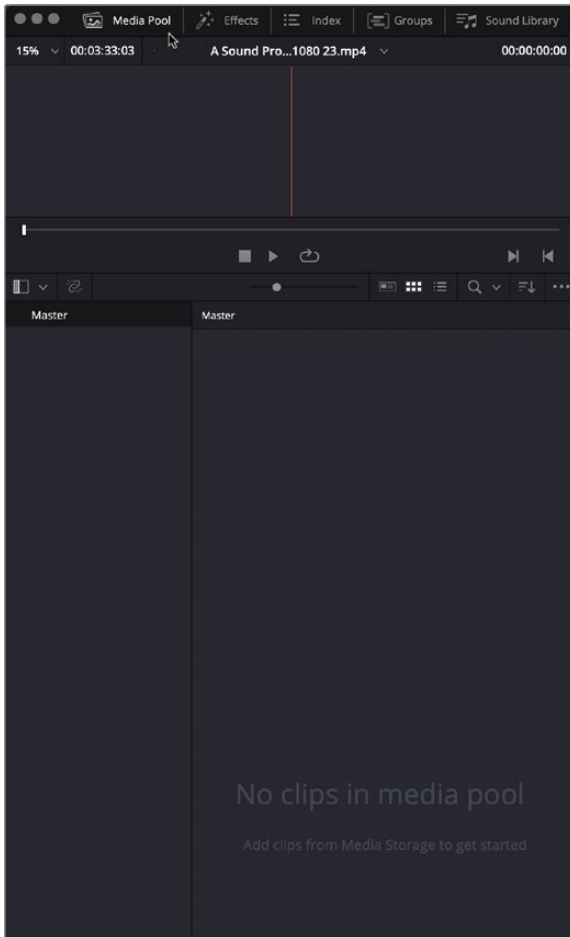 Media Pool Effects Index Groups Sound Library
15% 00:03:33:03 A Sound Pro...1080 23.mp4 00:00:00:00
Master Master
No clips in media pool
Add clips from Media Storage to get started